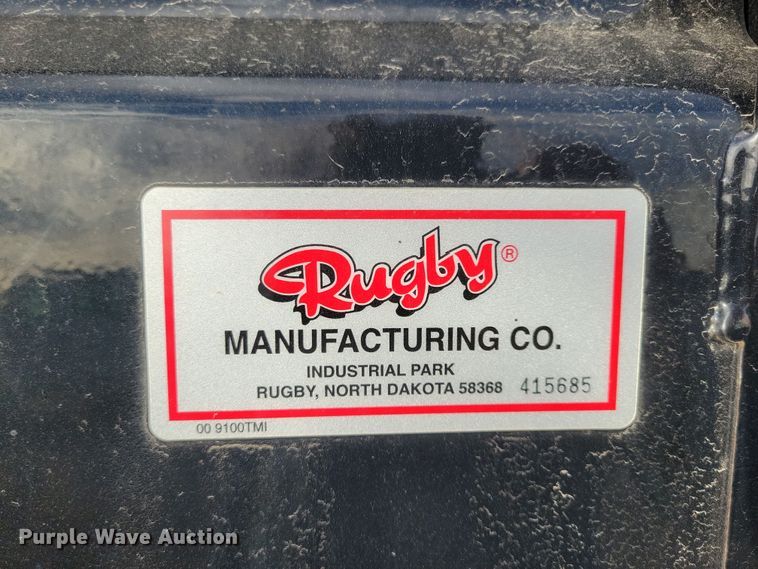 Rugby®
MANUFACTURING CO.
INDUSTRIAL PARK
RUGBY, NORTH DAKOTA 58368 415685
00 9100TMI
Purple Wave Auction